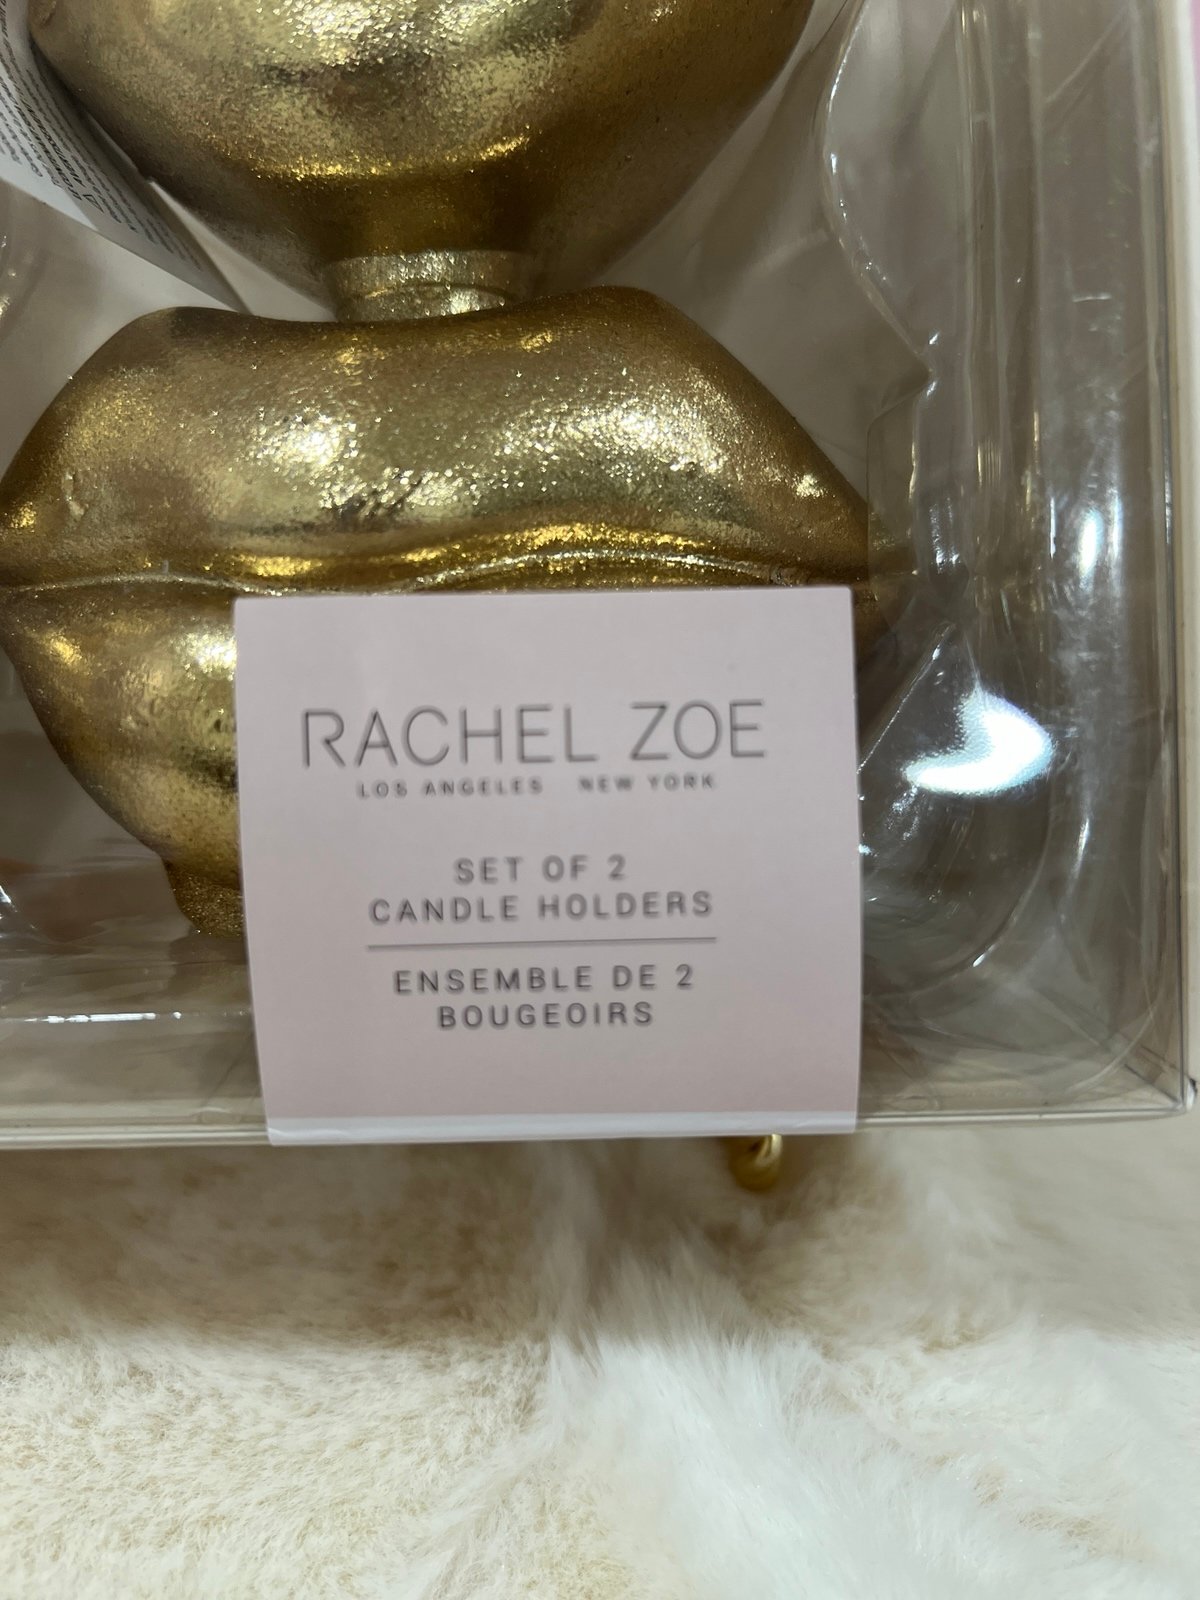 RACHEL ZOE
LOS ANGELES NEW YORK
SET OF 2
CANDLE HOLDERS
ENSEMBLE DE 2
BOUGEOIRS